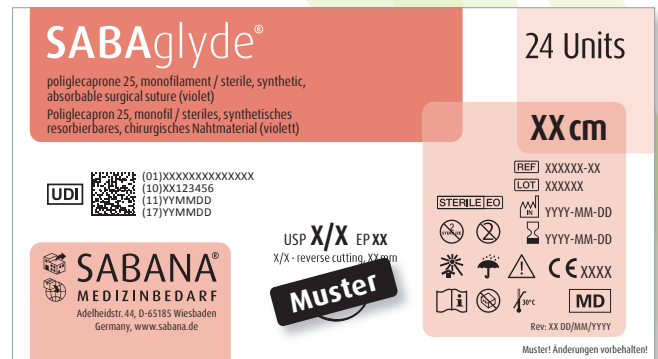 SABAglyde®
24 Units
poliglecaprone 25, monofilament / sterile, synthetic,
absorbable surgical suture (violet)
Poliglecapron 25, monofil / steriles, synthetisches
resorbierbares, chirurgisches Nahtmaterial (violett)
XX cm
REF XXXXXX-XX
LOT XXXXXX
UDI
(01)XXXXXXXXXXXXXX
(10)XX123456
(11)YYMMDD
(17)YYMMDD
STERILE EO
IN YYYY-MM-DD
YYYY-MM-DD
2
USP X/X EP XX
X/X - reverse cutting, XX mm
Muster
CE XXXX
30°C
MD
SABANA®
MEDIZINBEDARF
Adelheidstr. 44, D-65185 Wiesbaden
Germany, www.sabana.de
Rev: XX DD/MM/YYYY
Muster! Änderungen vorbehalten!